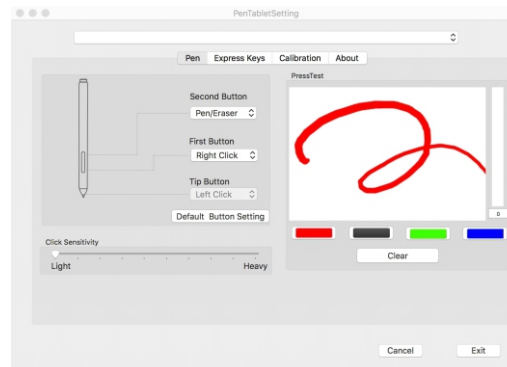 PenTabletSetting
Pen Express Keys Calibration About
Second Button
Pen/Eraser
First Button
Right Click
Tip Button
Left Click
Default Button Setting
Click Sensitivity
Light Heavy
PressTest
0
Clear
Cancel Exit